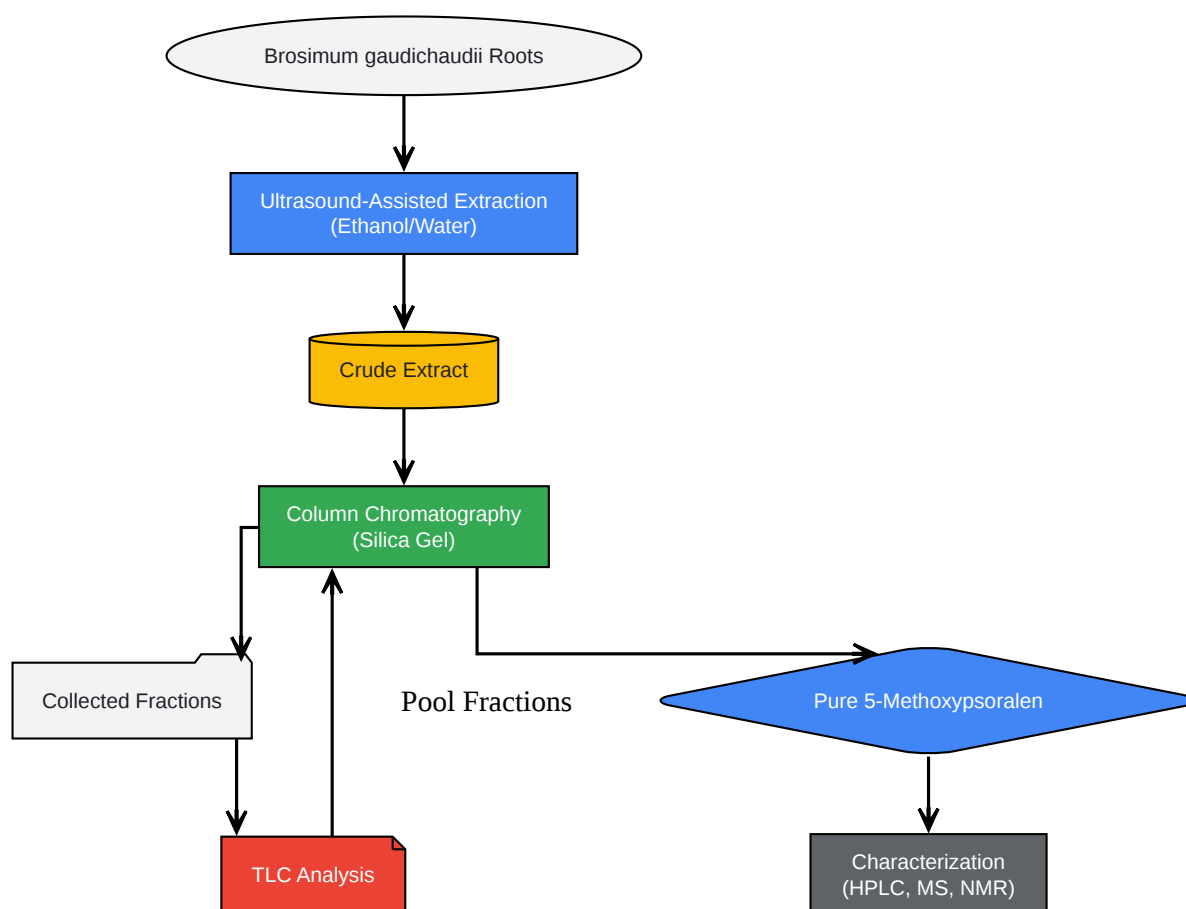 Brosimum gaudichaudii Roots
Ultrasound-Assisted Extraction
(Ethanol/Water)
Crude Extract
Column Chromatography
(Silica Gel)
Collected Fractions
Pool Fractions
Pure 5-Methoxypsoralen
TLC Analysis
Characterization
(HPLC, MS, NMR)